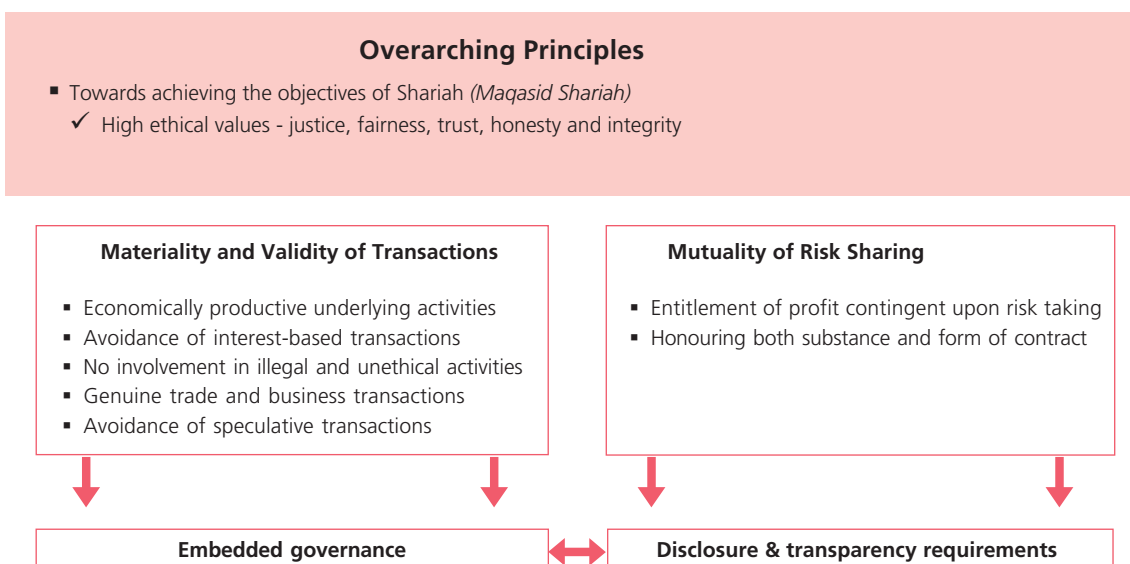 Overarching Principles
▪ Towards achieving the objectives of Shariah (Maqasid Shariah)
✓ High ethical values - justice, fairness, trust, honesty and integrity
Materiality and Validity of Transactions
▪ Economically productive underlying activities
▪ Avoidance of interest-based transactions
▪ No involvement in illegal and unethical activities
▪ Genuine trade and business transactions
▪ Avoidance of speculative transactions
Mutuality of Risk Sharing
▪ Entitlement of profit contingent upon risk taking
▪ Honouring both substance and form of contract
Embedded governance
Disclosure & transparency requirements